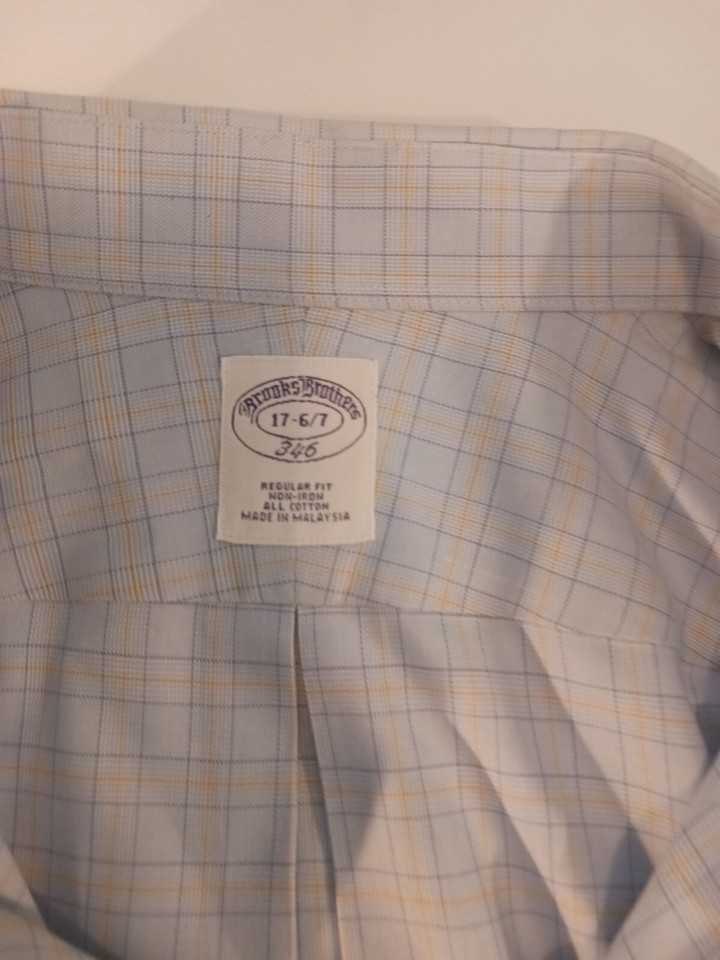 Brooks Brothers
17-6/7
346
REGULAR FIT
NON-IRON
ALL COTTON
MADE IN MALAYSIA